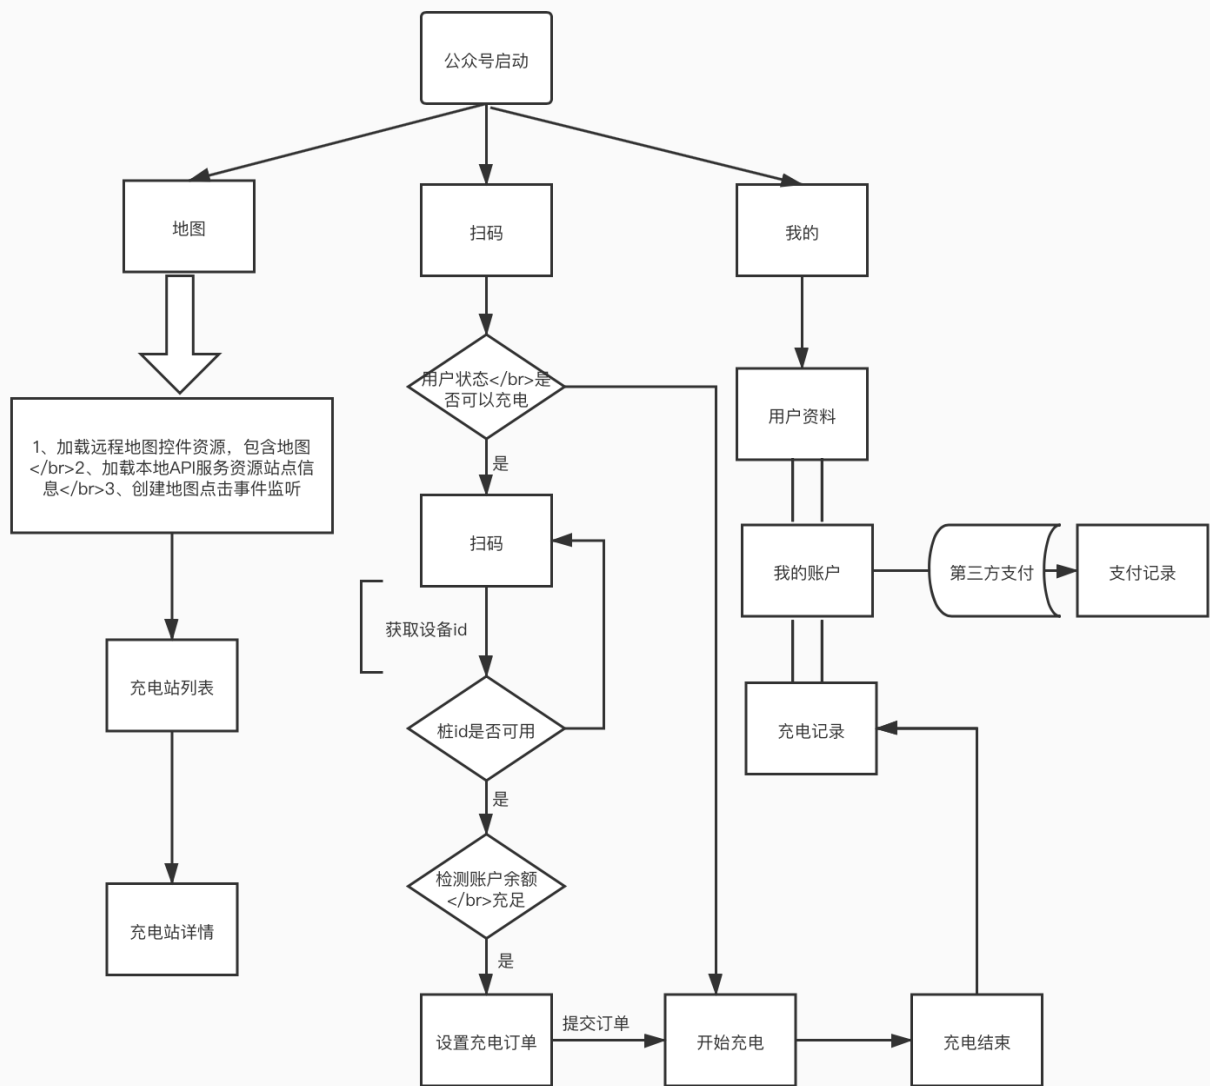 公众号启动
地图
扫码
我的
用户状态</br>是
否可以充电
用户资料
1、加载远程地图控件资源，包含地图
</br>2、加载本地API服务资源站点信
息</br>3、创建地图点击事件监听
是
扫码
我的账户
第三方支付
支付记录
获取设备id
充电站列表
桩id是否可用
充电记录
是
检测账户余额
</br>充足
充电站详情
是
设置充电订单
提交订单
开始充电
充电结束